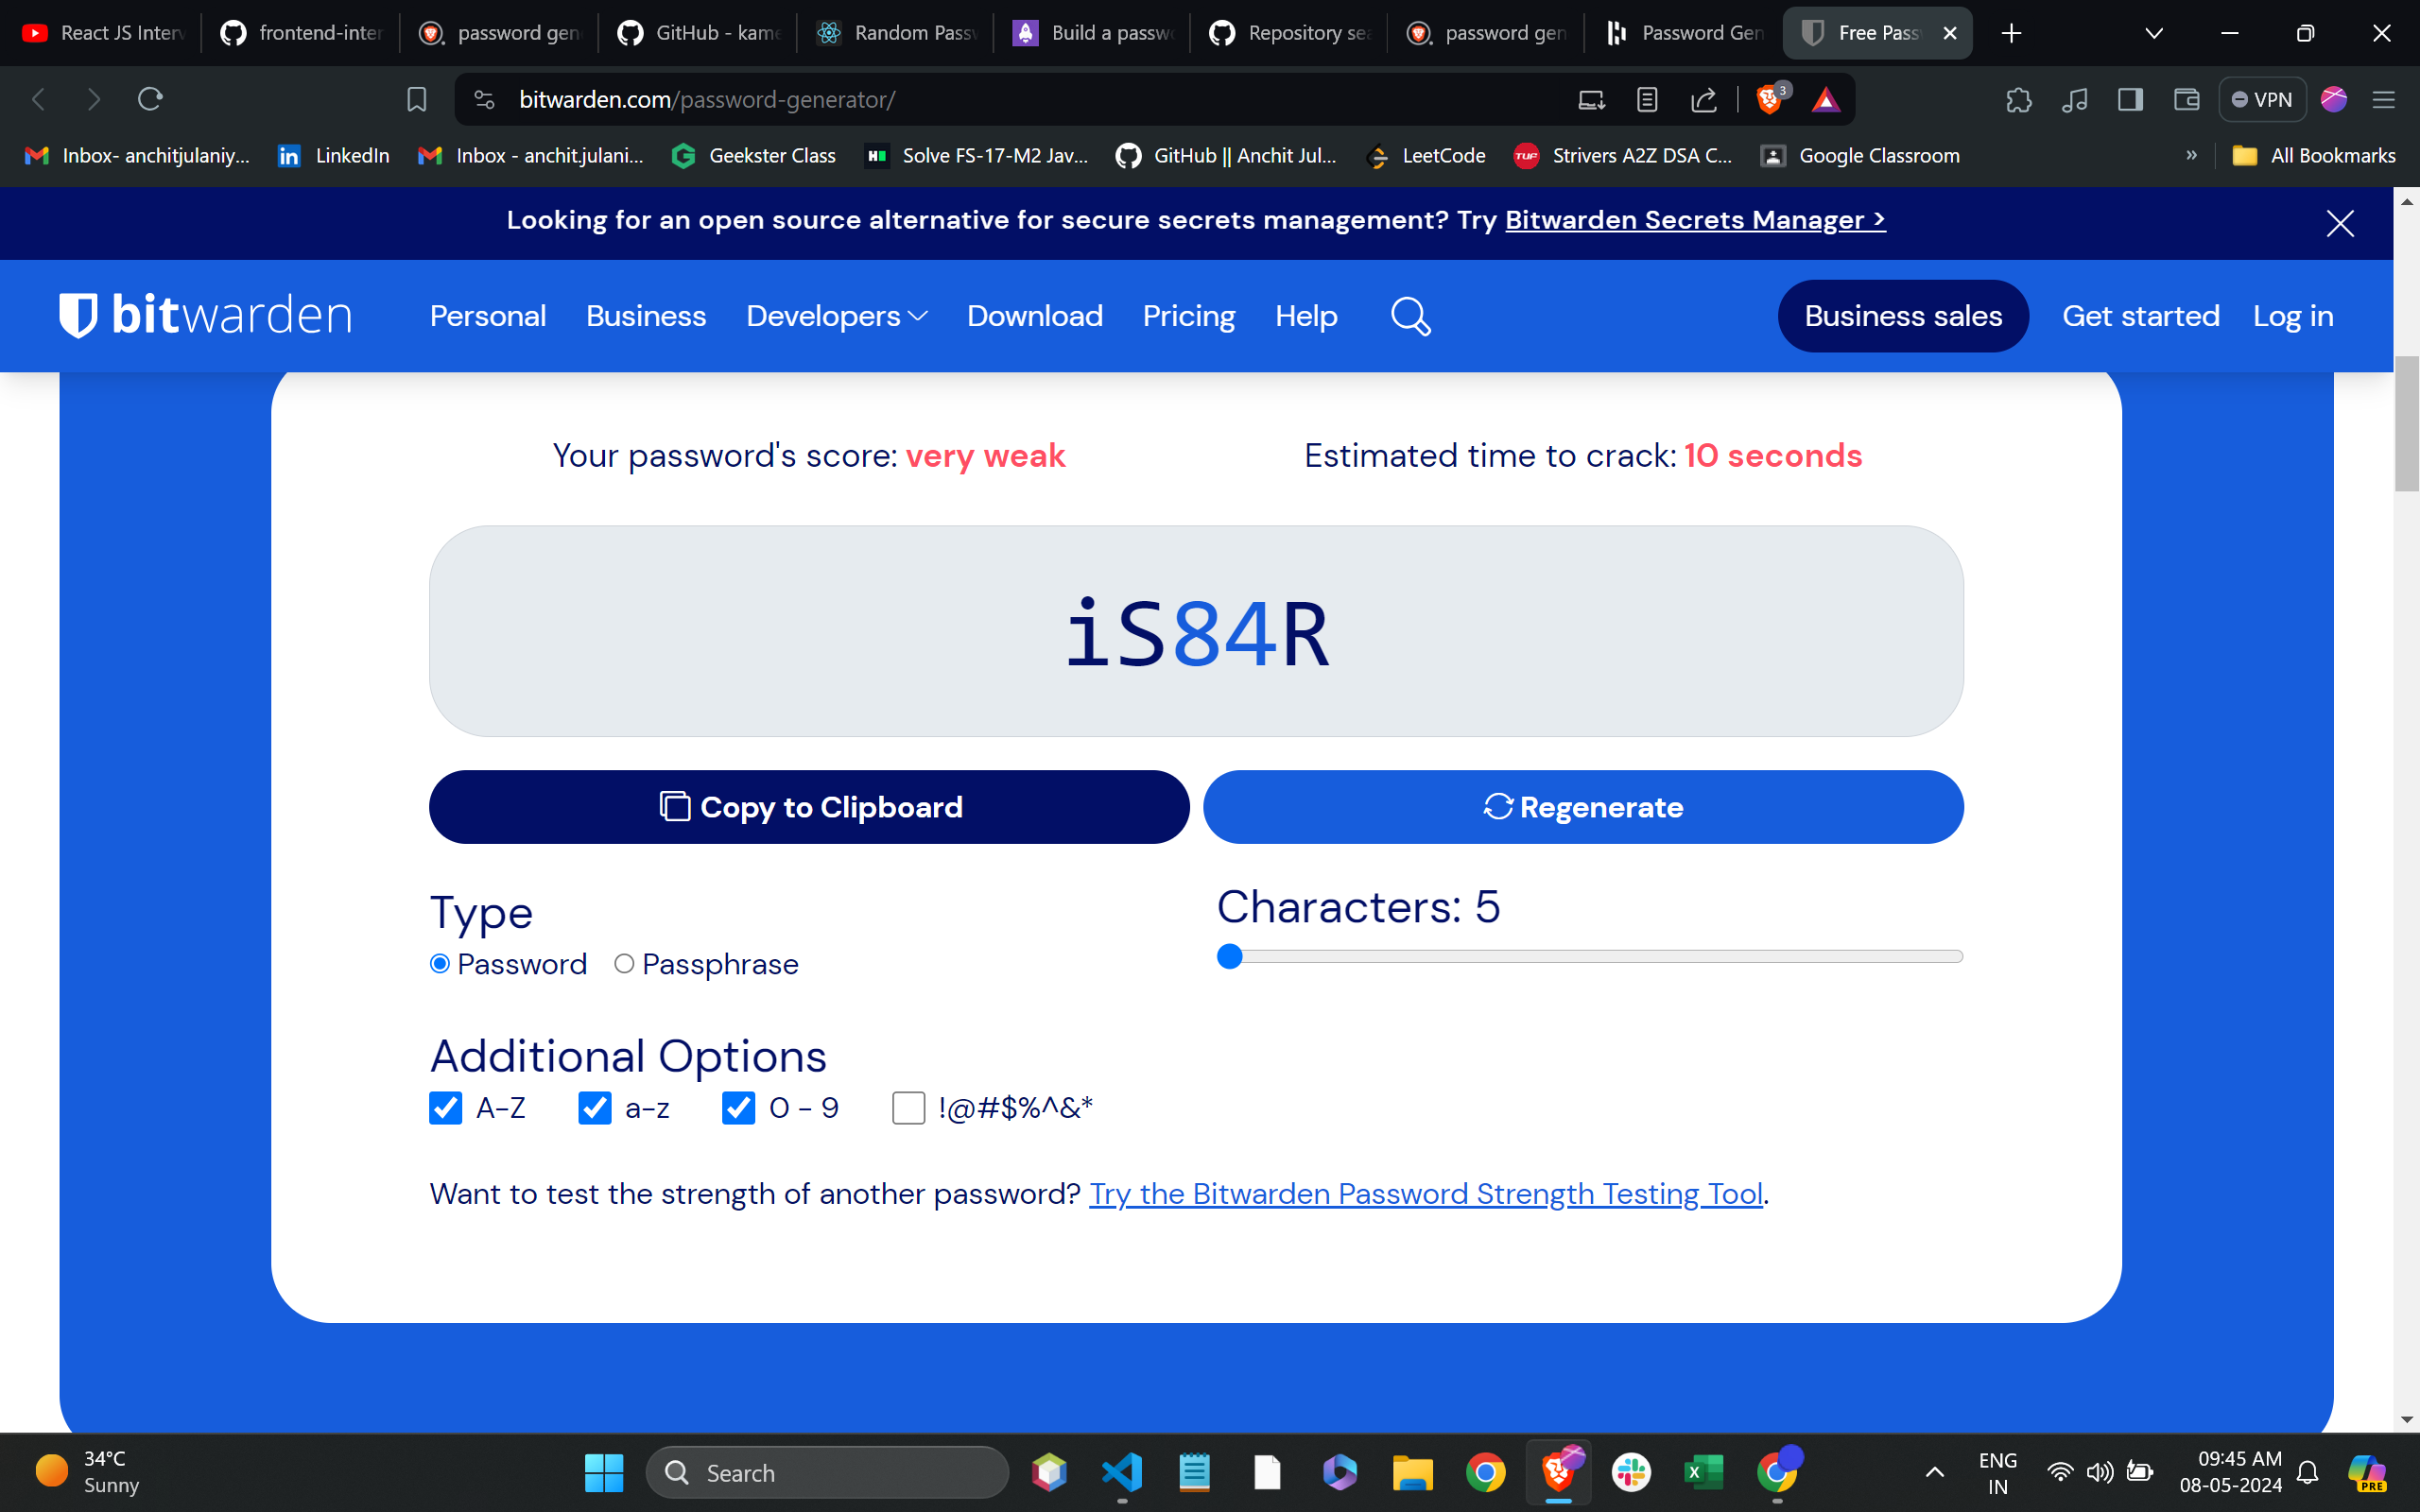 React JS Interv
frontend-inter
password gen
GitHub - kame
Random Passw
Build a passwo
Repository sea
password gen
Password Gen
Free Pass
bitwarden.com/password-generator/
3
VPN
Inbox- anchitjulaniy...
LinkedIn
Inbox - anchit.julani...
Geekster Class
Solve FS-17-M2 Jav...
GitHub || Anchit Jul...
LeetCode
TUF
Strivers A2Z DSA C...
Google Classroom
»
All Bookmarks
Looking for an open source alternative for secure secrets management? Try Bitwarden Secrets Manager >
bitwarden
Personal
Business
Developers
Download
Pricing
Help
Business sales
Get started
Log in
Your password's score: very weak
Estimated time to crack: 10 seconds
iS84R
Copy to Clipboard
Regenerate
Type
Characters: 5
Password
Passphrase
Additional Options
A-Z
a-z
0 - 9
!@#$%^&*
Want to test the strength of another password? Try the Bitwarden Password Strength Testing Tool.
34°C
Sunny
Search
ENG
IN
09:45 AM
08-05-2024
PRE